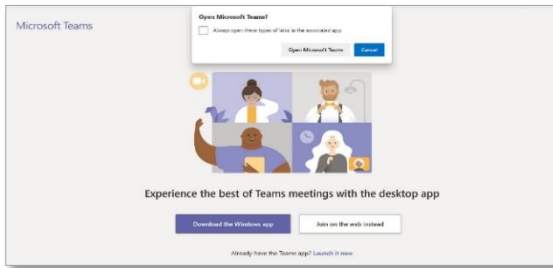 Microsoft Teams
Open Microsoft Teams?
Always open these types of links in the associated app
Open Microsoft Teams
Cancel
Experience the best of Teams meetings with the desktop app
Download the Windows app
Join on the web instead
Already have the Teams app? Launch it now